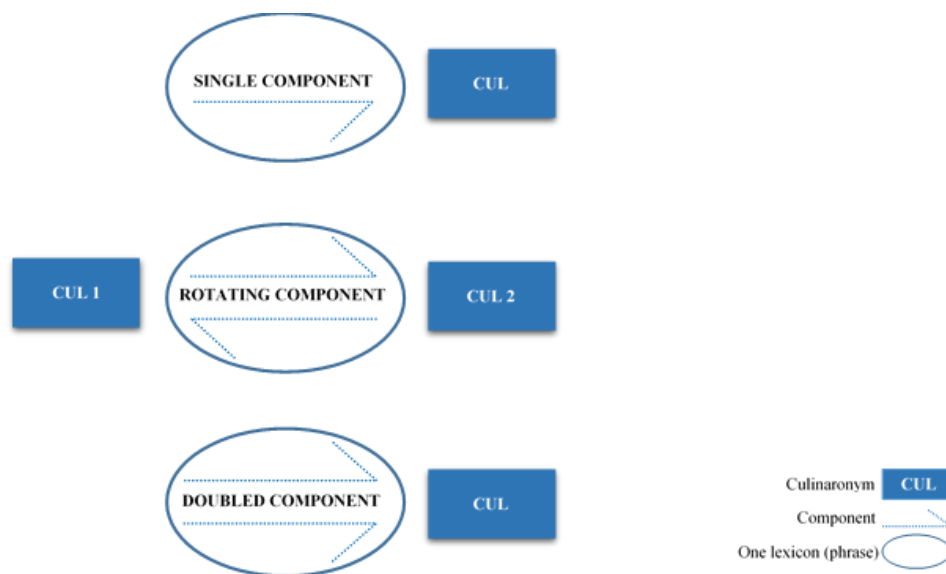 SINGLE COMPONENT
CUL
CUL 1
ROTATING COMPONENT
CUL 2
DOUBLED COMPONENT
CUL
Culinaronym
CUL
Component
One lexicon (phrase)